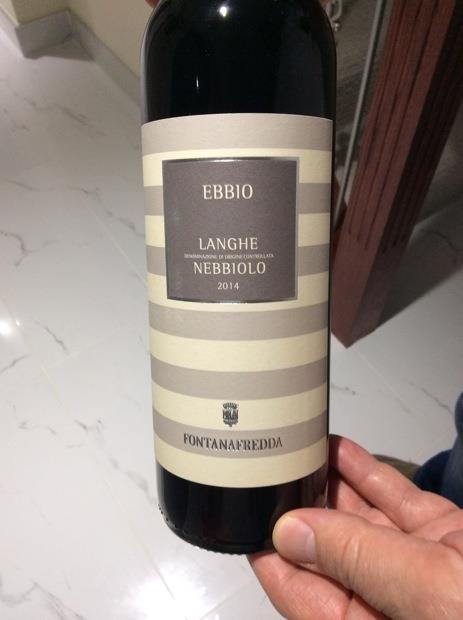 EBBIO
LANGHE
DENOMINAZIONE DI ORIGINE CONTROLLATA
NEBBIOLO
2014
FONTANAFREDDA